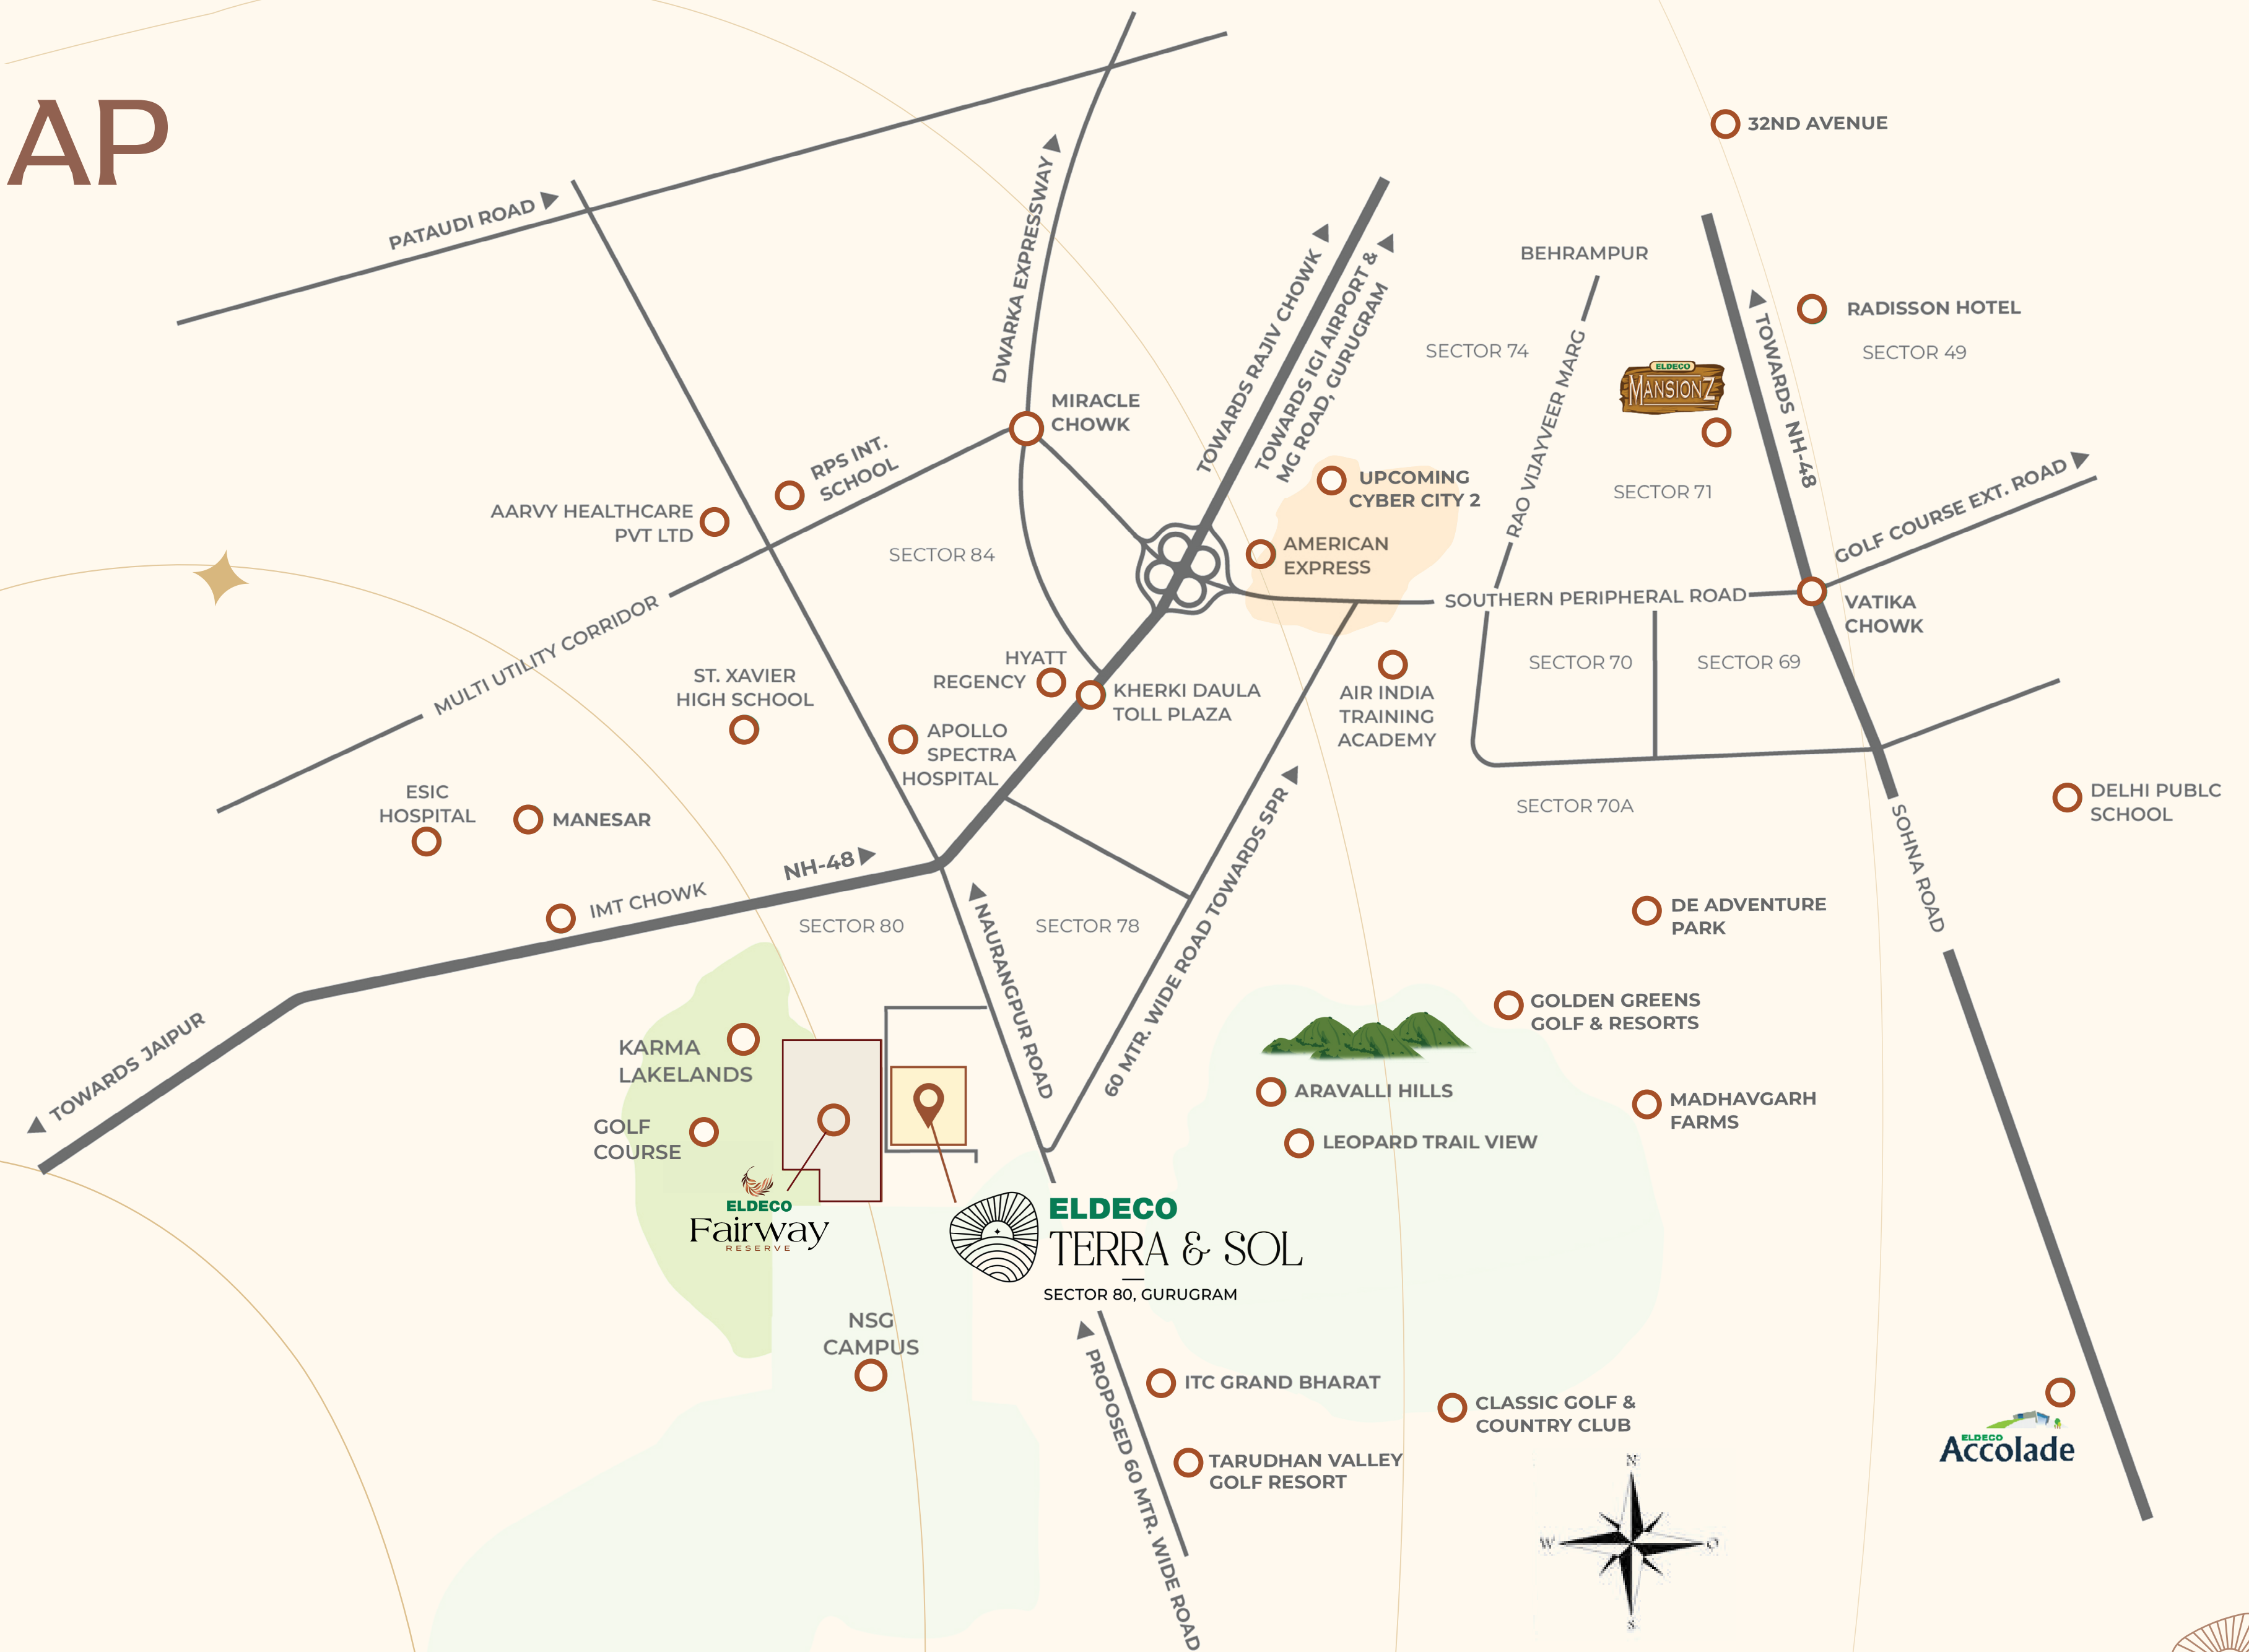 AP
32ND AVENUE
PATAUDI ROAD
DWARKA EXPRESSWAY
TOWARDS RAJIV CHOWK
TOWARDS IGI AIRPORT &
MG ROAD, GURUGRAM
BEHRAMPUR
RAO VIJAYVEER MARG
SECTOR 74
RADISSON HOTEL
SECTOR 49
ELDECO
MANSIONZ
TOWARDS NH-48
MIRACLE
CHOWK
RPS INT.
SCHOOL
AARVY HEALTHCARE
PVT LTD
UPCOMING
CYBER CITY 2
SECTOR 71
GOLF COURSE EXT. ROAD
SECTOR 84
AMERICAN
EXPRESS
SOUTHERN PERIPHERAL ROAD
VATIKA
CHOWK
MULTI UTILITY CORRIDOR
ST. XAVIER
HIGH SCHOOL
HYATT
REGENCY
KHERKI DAULA
TOLL PLAZA
AIR INDIA
TRAINING
ACADEMY
SECTOR 70
SECTOR 69
APOLLO
SPECTRA
HOSPITAL
ESIC
HOSPITAL
MANESAR
SECTOR 70A
DELHI PUBLC
SCHOOL
SOHNA ROAD
NH-48
IMT CHOWK
SECTOR 80
NAURANGPUR ROAD
SECTOR 78
60 MTR. WIDE ROAD TOWARDS SPR
DE ADVENTURE
PARK
GOLDEN GREENS
GOLF & RESORTS
TOWARDS JAIPUR
KARMA
LAKELANDS
GOLF
COURSE
ARAVALLI HILLS
LEOPARD TRAIL VIEW
MADHAVGARH
FARMS
ELDECO
Fairway
RESERVE
ELDECO
TERRA & SOL
SECTOR 80, GURUGRAM
NSG
CAMPUS
PROPOSED 60 MTR. WIDE ROAD
ITC GRAND BHARAT
TARUDHAN VALLEY
GOLF RESORT
CLASSIC GOLF &
COUNTRY CLUB
ELDECO
Accolade
N
W
O
S